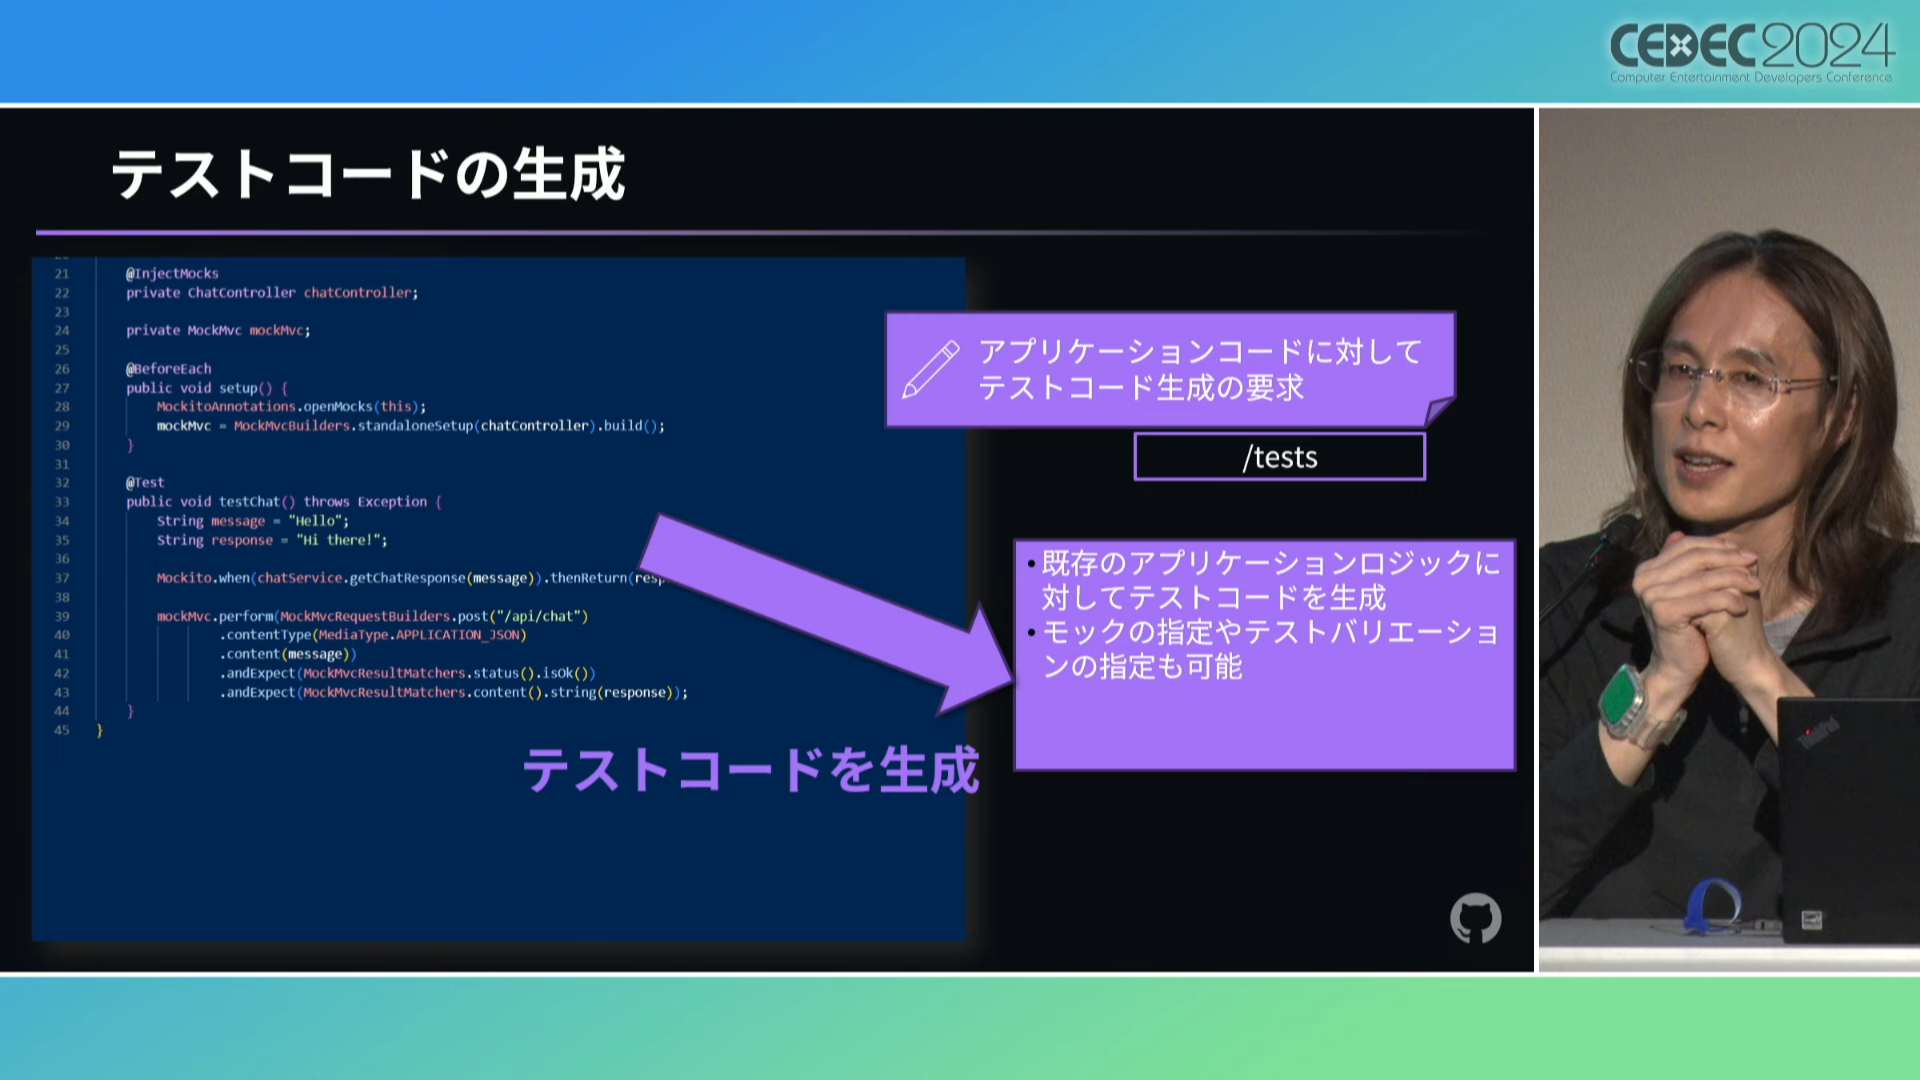 CEDEC2024
Computer Entertainment Developers Conference
テストコードの生成
21 @InjectMocks
22 private ChatController chatController;
23
24 private MockMvc mockMvc;
25
26 @BeforeEach
27 public void setup() {
28 MockitoAnnotations.openMocks(this);
29 mockMvc = MockMvcBuilders.standaloneSetup(chatController).build();
30 }
31
32 @Test
33 public void testChat() throws Exception {
34 String message = "Hello";
35 String response = "Hi there!";
36
37 Mockito.when(chatService.getChatResponse(message)).thenReturn(resp
38
39 mockMvc.perform(MockMvcRequestBuilders.post("/api/chat")
40 .contentType(MediaType.APPLICATION_JSON)
41 .content(message))
42 .andExpect(MockMvcResultMatchers.status().isOk())
43 .andExpect(MockMvcResultMatchers.content().string(response));
44 }
45 }
テストコードを生成
アプリケーションコードに対して
テストコード生成の要求
/tests
•既存のアプリケーションロジックに
対してテストコードを生成
•モックの指定やテストバリエーショ
ンの指定も可能
ThinkPad